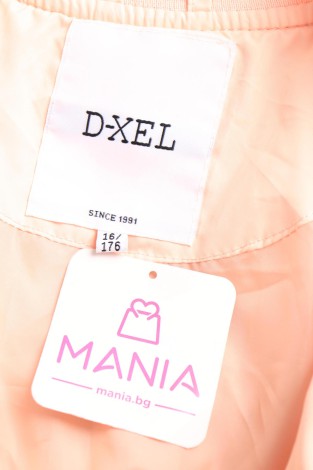 D-XEL
SINCE 1991
16/
176
MANIA
mania.bg